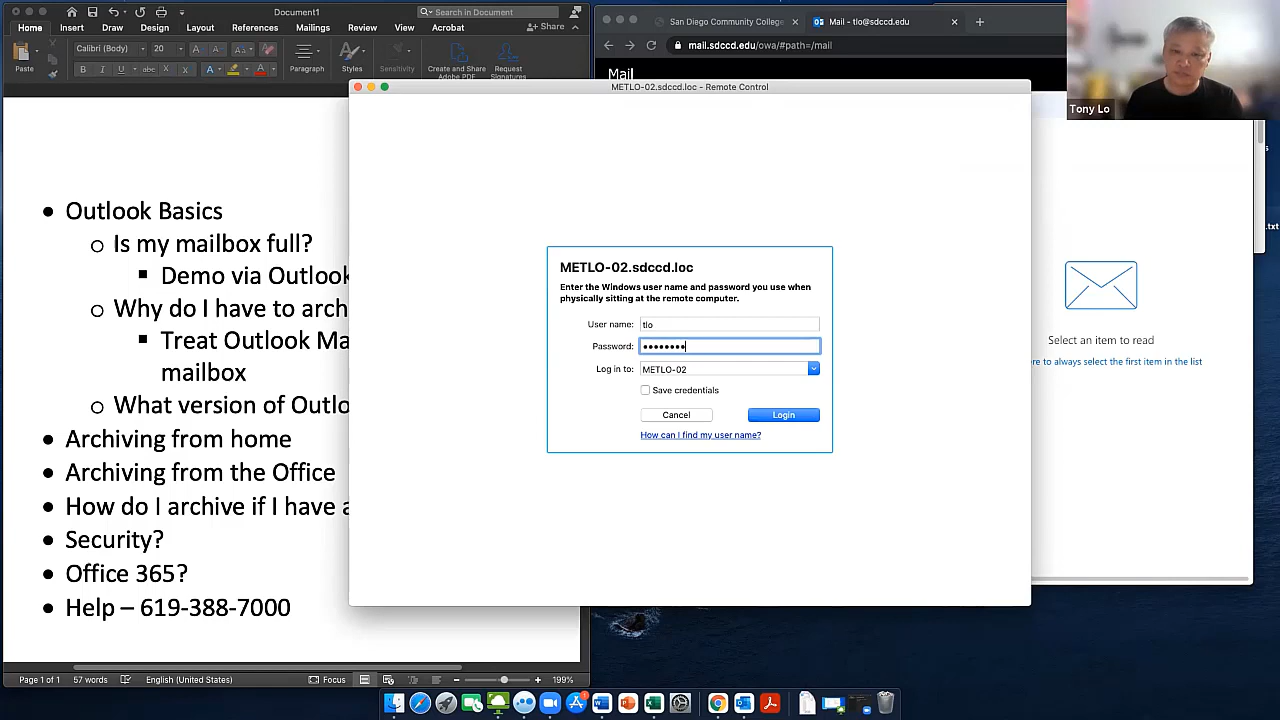 Document1
Search in Document
Home Insert Draw Design Layout References Mailings Review View Acrobat Share
Paste
Calibri (Body) 20
Paragraph Styles Sensitivity Create and Share Adobe PDF Request Signatures
San Diego Community College
Mail - tlo@sdccd.edu
mail.sdccd.edu/owa/#path=/mail
Mail
Tony Lo
METLO-02.sdccd.loc - Remote Control
METLO-02.sdccd.loc
Enter the Windows user name and password you use when
physically sitting at the remote computer.
User name: tlo
Password: ••••••••
Log in to: METLO-02
Save credentials
Cancel Login
How can I find my user name?
• Outlook Basics
o Is my mailbox full?
▪ Demo via Outlook
o Why do I have to arch
▪ Treat Outlook Ma
mailbox
o What version of Outlo
• Archiving from home
• Archiving from the Office
• How do I archive if I have a
• Security?
• Office 365?
• Help – 619-388-7000
Select an item to read
re to always select the first item in the list
.txt
Page 1 of 1 57 words English (United States) Focus 199%